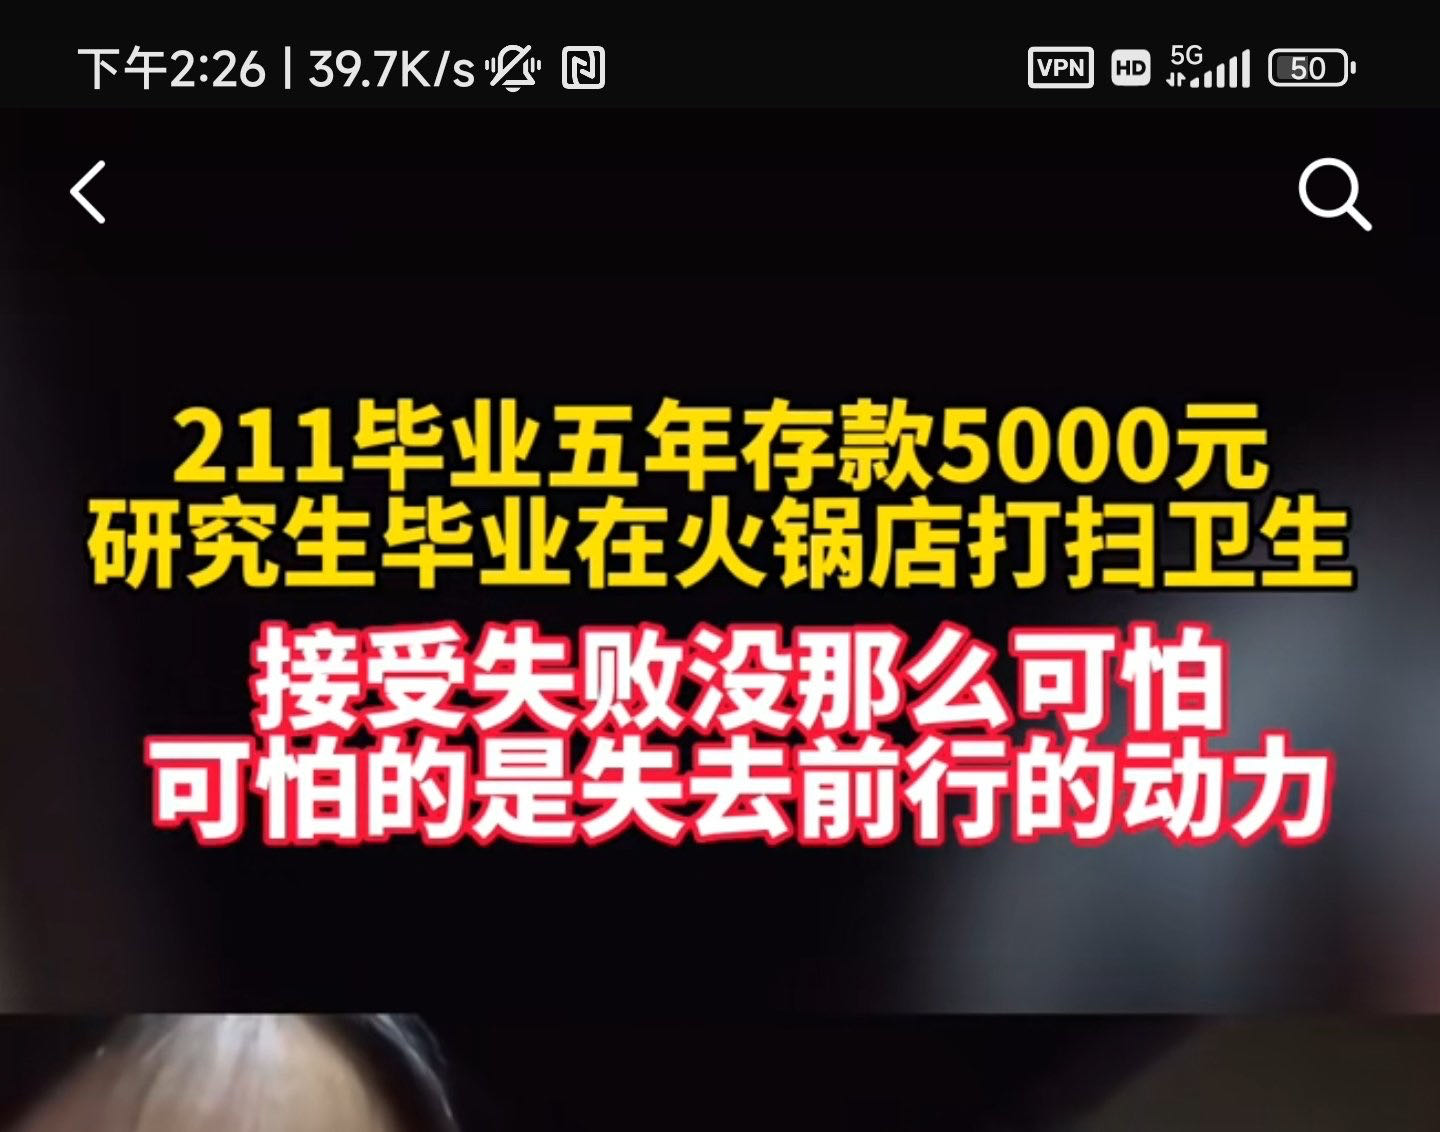 下午2:26 | 39.7K/s
VPN HD 5G 50
211毕业五年存款5000元
研究生毕业在火锅店打扫卫生
接受失败没那么可怕
可怕的是失去前行的动力